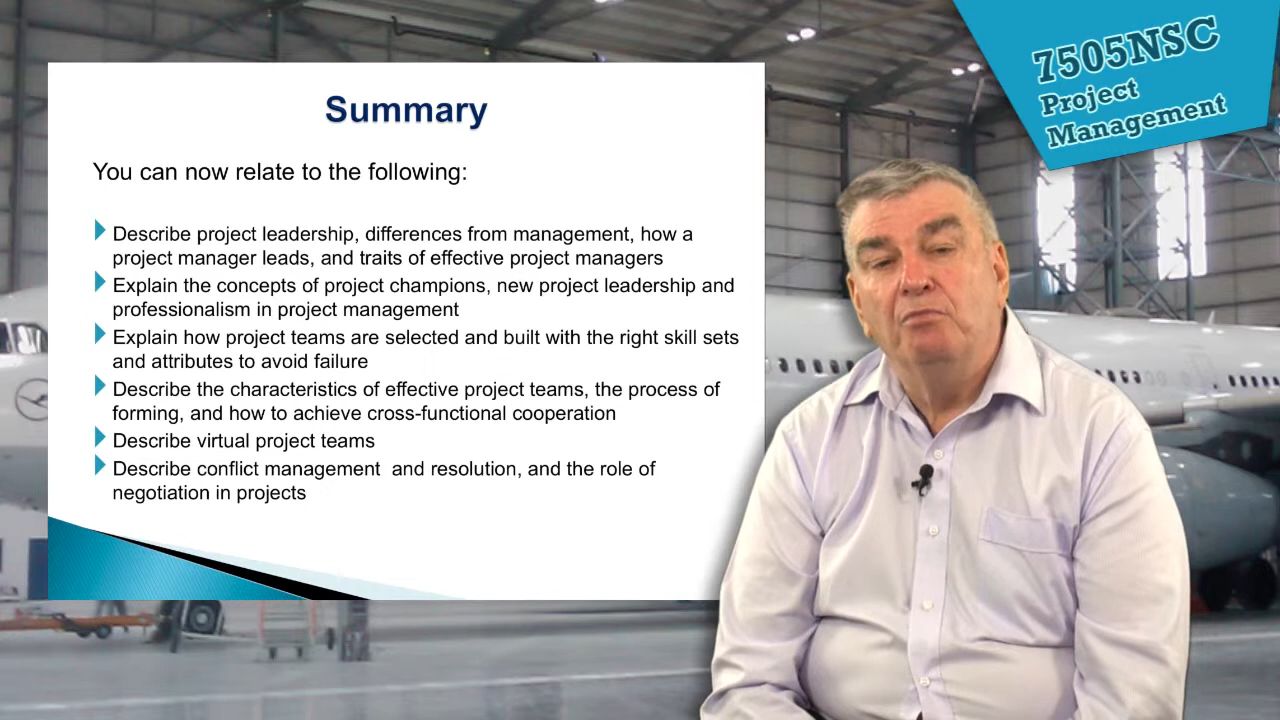 Summary
You can now relate to the following:
Describe project leadership, differences from management, how a
project manager leads, and traits of effective project managers
Explain the concepts of project champions, new project leadership and
professionalism in project management
Explain how project teams are selected and built with the right skill sets
and attributes to avoid failure
Describe the characteristics of effective project teams, the process of
forming, and how to achieve cross-functional cooperation
Describe virtual project teams
Describe conflict management  and resolution, and the role of
negotiation in projects
7505NSC
Project
Management